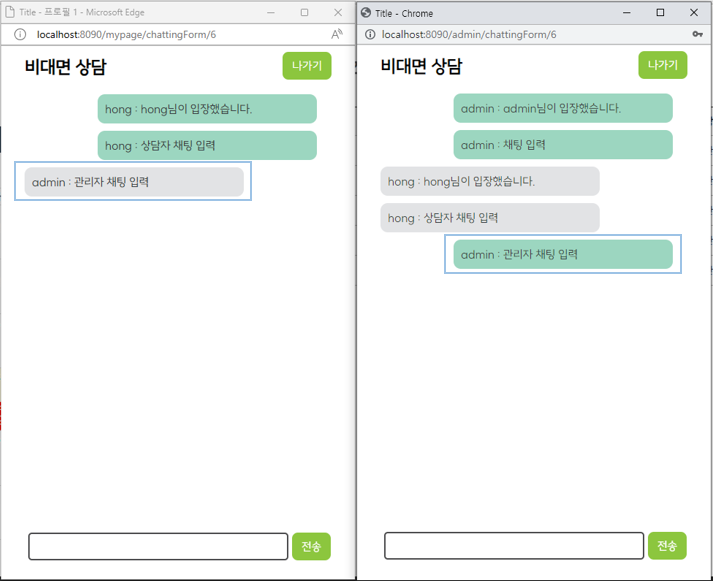 Title - 프로필 1 - Microsoft Edge
localhost:8090/mypage/chattingForm/6
비대면 상담
나가기
hong : hong님이 입장했습니다.
hong : 상담자 채팅 입력
admin : 관리자 채팅 입력
전송
Title - Chrome
localhost:8090/admin/chattingForm/6
비대면 상담
나가기
admin : admin님이 입장했습니다.
admin : 채팅 입력
hong : hong님이 입장했습니다.
hong : 상담자 채팅 입력
admin : 관리자 채팅 입력
전송